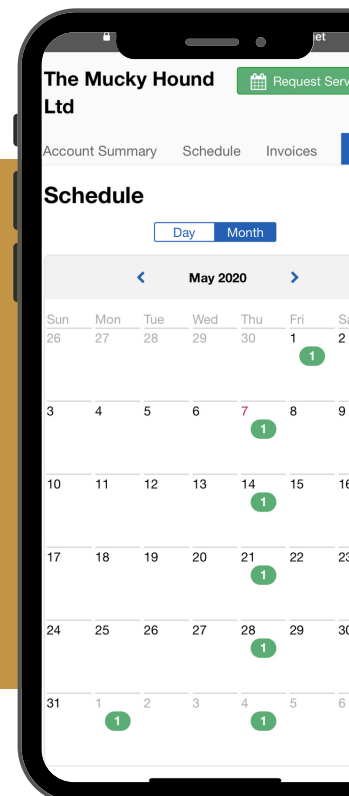 et
The Mucky Hound
Ltd
Request Serv
Account Summary Schedule Invoices
Schedule
Day Month
May 2020
Sun Mon Tue Wed Thu Fri Sa
26 27 28 29 30 1 2
1
3 4 5 6 7 8 9
1
10 11 12 13 14 15 16
1
17 18 19 20 21 22 23
1
24 25 26 27 28 29 30
1
31 1 2 3 4 5 6
1 1